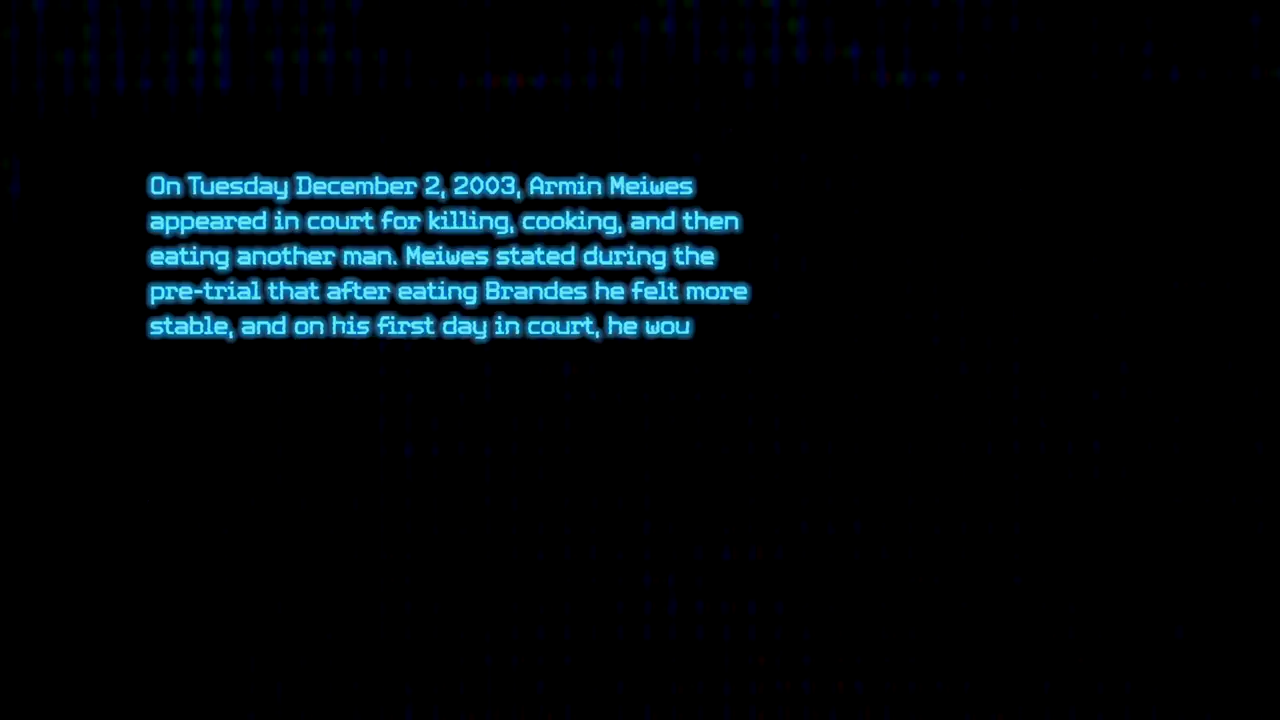 On Tuesday December 2, 2003, Armin Meiwes
appeared in court for killing, cooking, and then
eating another man. Meiwes stated during the
pre-trial that after eating Brandes he felt more
stable, and on his first day in court, he wou